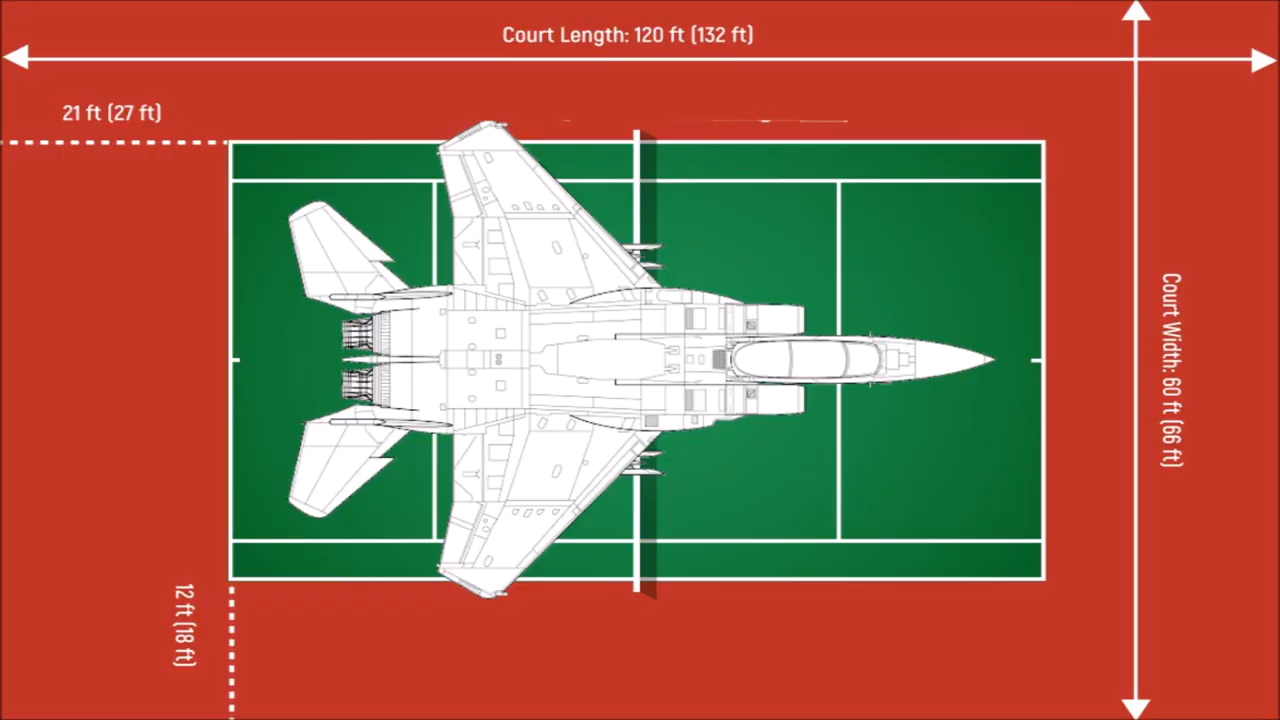 Court Length: 120 ft (132 ft)
21 ft (27 ft)
Court Width: 60 ft (66 ft)
12 ft (18 ft)